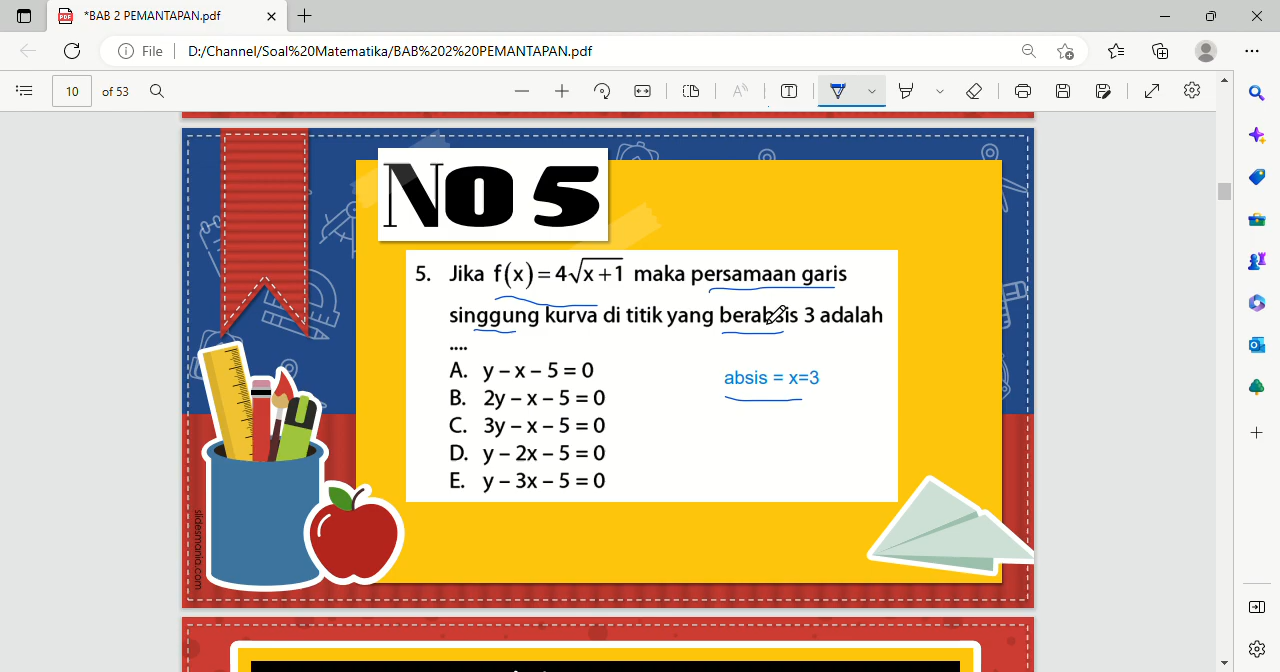 *BAB 2 PEMANTAPAN.pdf
File D:/Channel/Soal%20Matematika/BAB%202%20PEMANTAPAN.pdf
10 of 53
NO 5
5. Jika f(x) = 4√x+1 maka persamaan garis
singgung kurva di titik yang berabsis 3 adalah
....
A. y – x – 5 = 0
B. 2y – x – 5 = 0
C. 3y – x – 5 = 0
D. y – 2x – 5 = 0
E. y – 3x – 5 = 0
absis = x=3
slidesmania.com